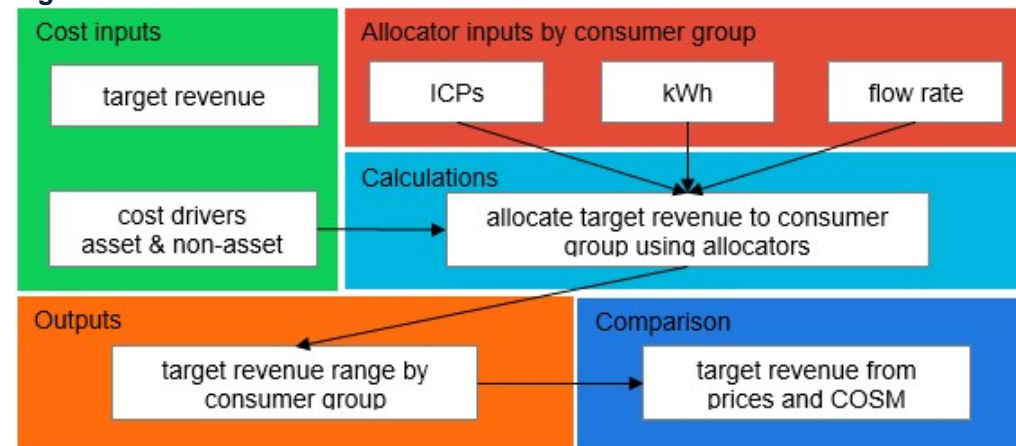 Cost inputs
target revenue
cost drivers
asset & non-asset
Allocator inputs by consumer group
ICPs
kWh
flow rate
Calculations
allocate target revenue to consumer
group using allocators
Outputs
target revenue range by
consumer group
Comparison
target revenue from
prices and COSM